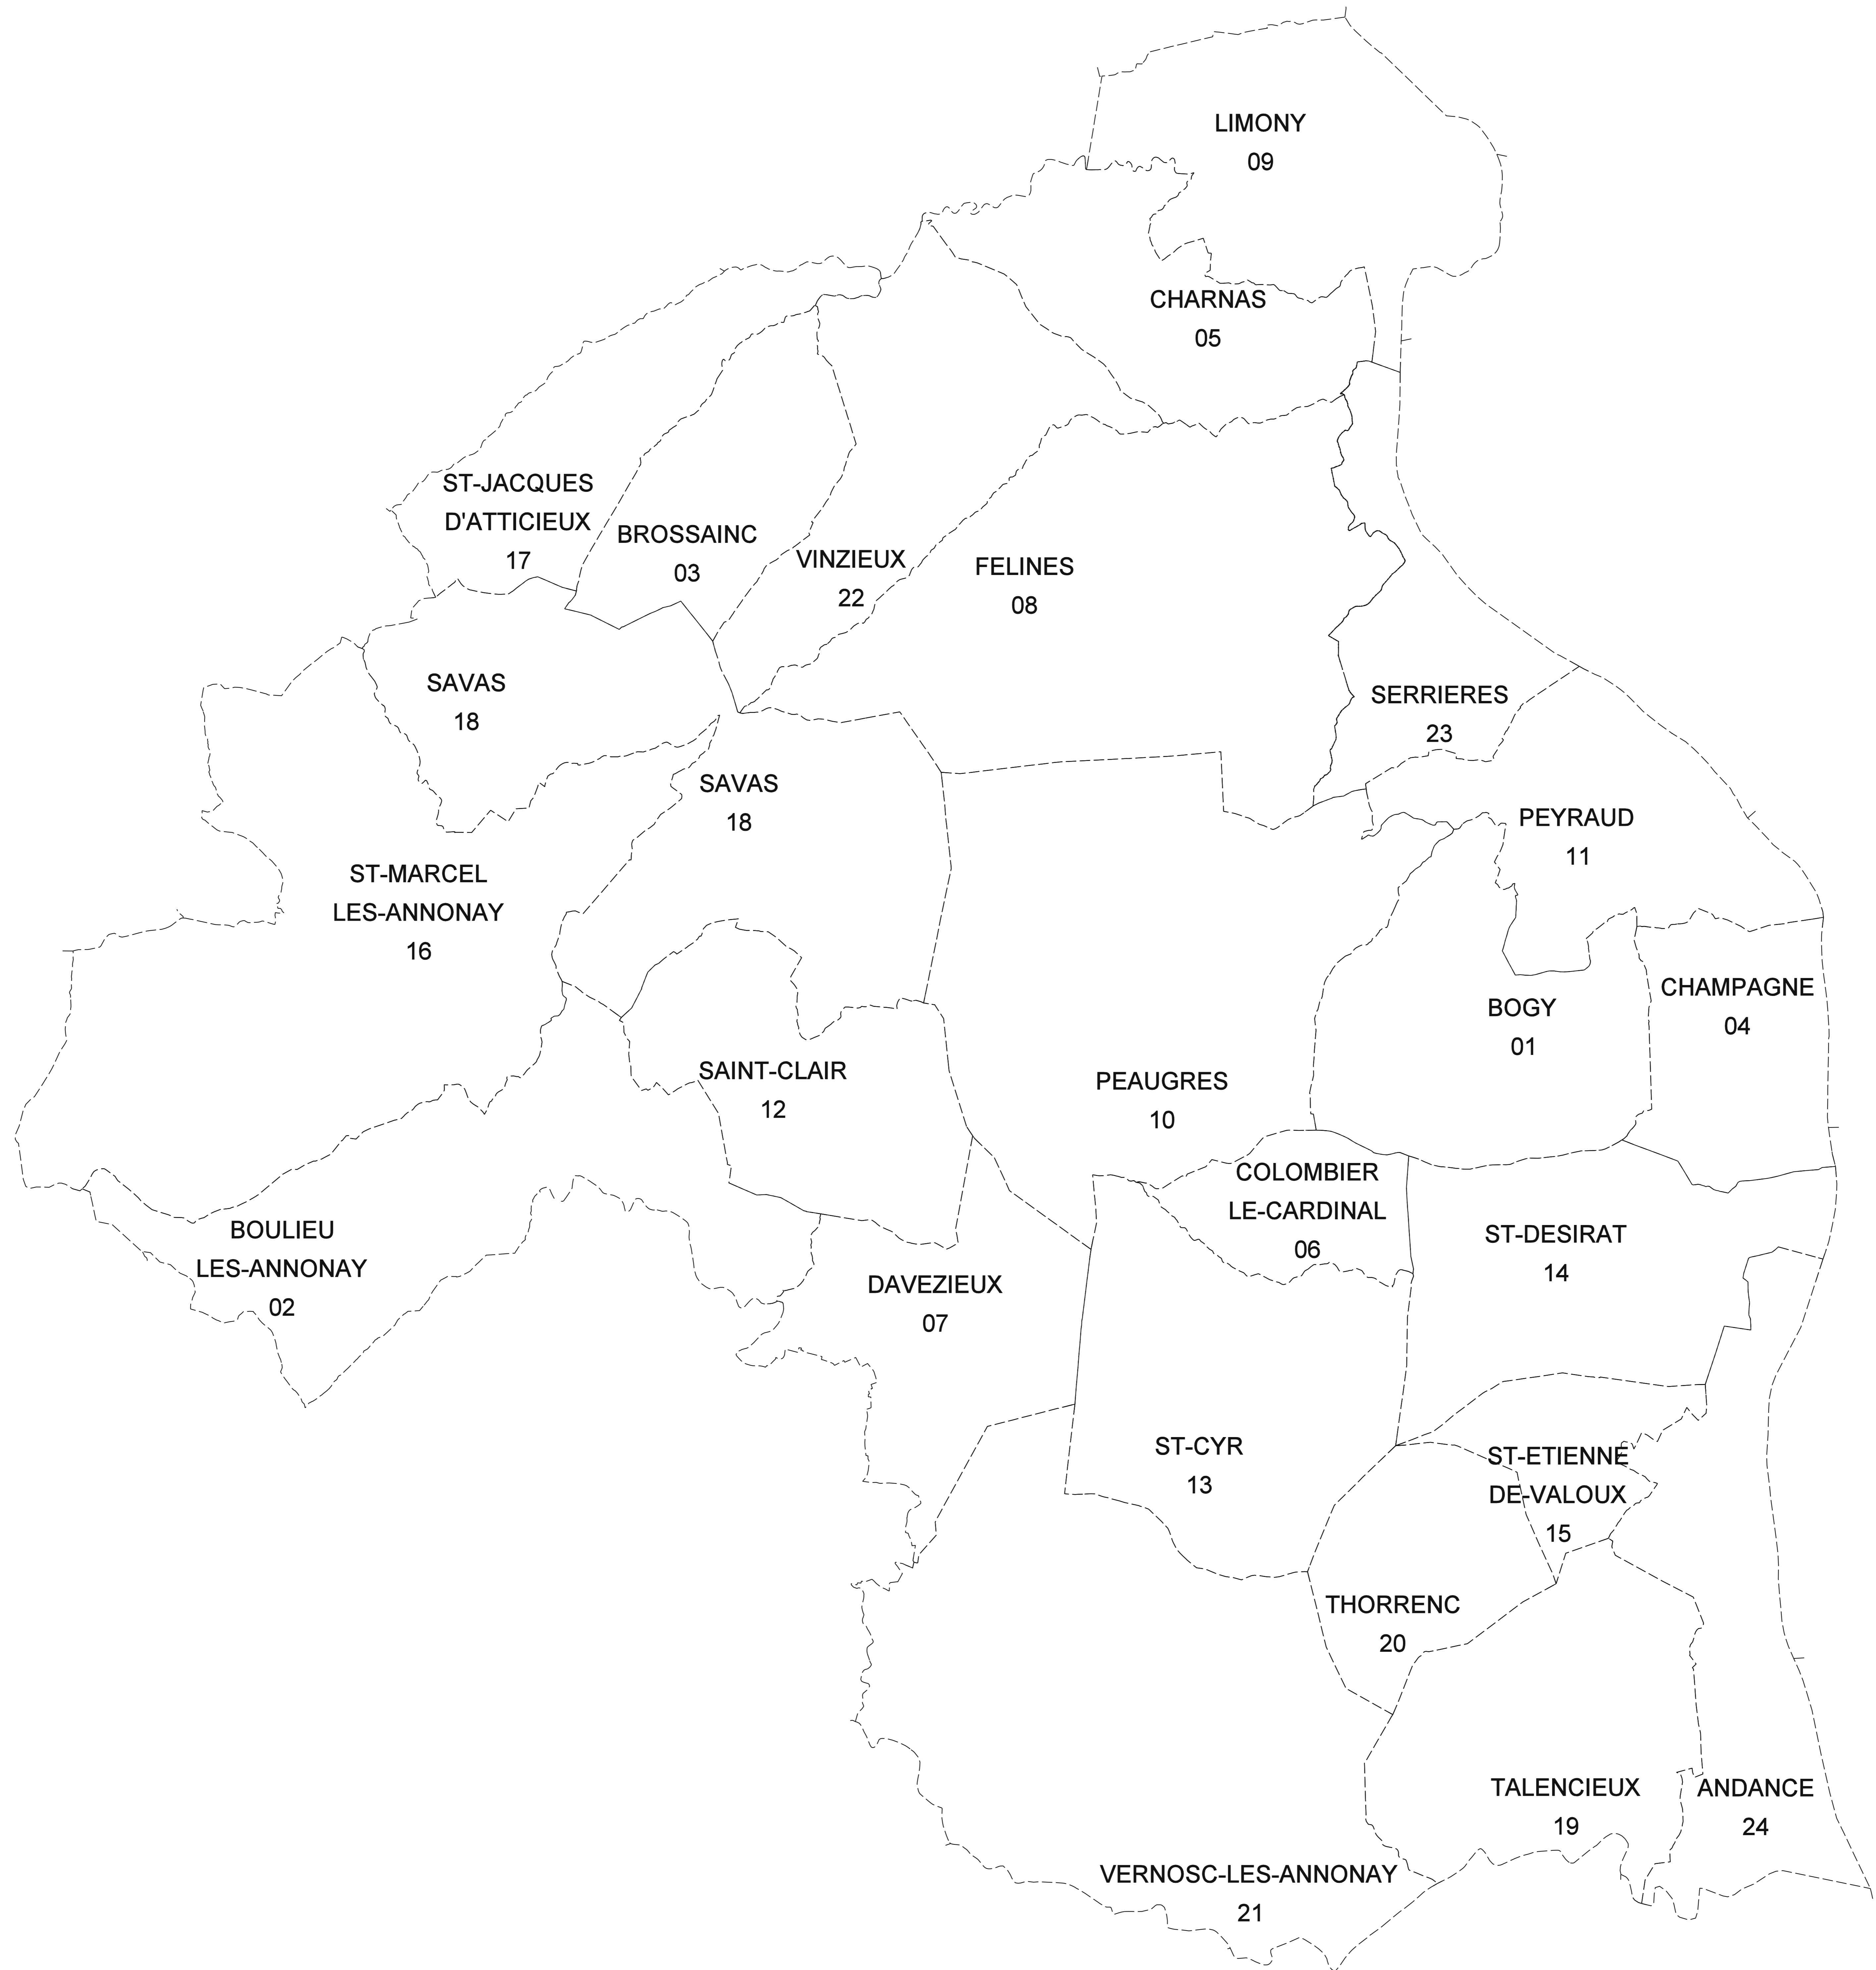 LIMONY
09
CHARNAS
05
ST-JACQUES
D'ATTICIEUX
17
BROSSAINC
03
VINZIEUX
22
FELINES
08
SAVAS
18
SERRIERES
23
SAVAS
18
PEYRAUD
11
ST-MARCEL
LES-ANNONAY
16
CHAMPAGNE
04
BOGY
01
SAINT-CLAIR
12
PEAUGRES
10
COLOMBIER
LE-CARDINAL
06
BOULIEU
LES-ANNONAY
02
ST-DESIRAT
14
DAVEZIEUX
07
ST-CYR
13
ST-ETIENNE
DE-VALOUX
15
THORRENC
20
TALENCIEUX
19
ANDANCE
24
VERNOSC-LES-ANNONAY
21